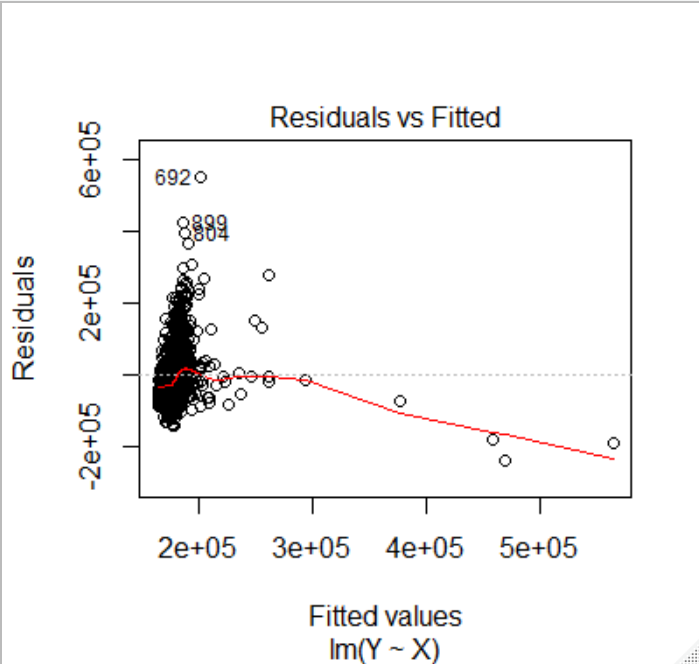 Residuals vs Fitted
6e+05
2e+05
-2e+05
Residuals
692
899
804
2e+05 3e+05 4e+05 5e+05
Fitted values
lm(Y ~ X)